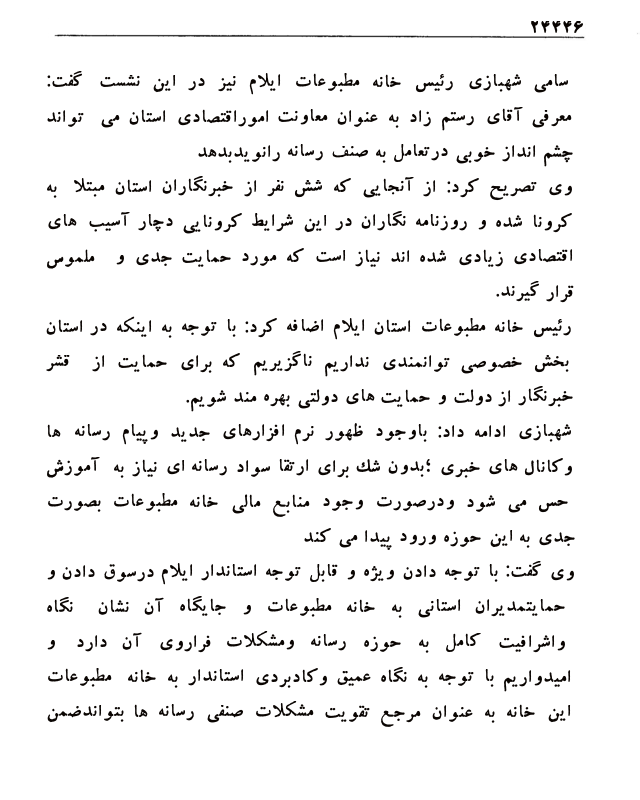 ۲۴۴۴۶
سامی شهبازی رئیس خانه مطبوعات ایلام نیز در این نشست گفت:
معرفی آقای رستم زاد به عنوان معاونت اموراقتصادی استان می تواند
چشم انداز خوبی درتعامل به صنف رسانه رانویدبدهد
وی تصریح کرد: از آنجایی که شش نفر از خبرنگاران استان مبتلا به
کرونا شده و روزنامه نگاران در این شرایط کرونایی دچار آسیب های
اقتصادی زیادی شده اند نیاز است که مورد حمایت جدی و ملموس
قرار گیرند.
رئیس خانه مطبوعات استان ایلام اضافه کرد: با توجه به اینکه در استان
بخش خصوصی توانمندی نداریم ناگزیریم که برای حمایت از قشر
خبرنگار از دولت و حمایت های دولتی بهره مند شویم.
شهبازی ادامه داد: باوجود ظهور نرم افزارهای جدید وپیام رسانه ها
وکانال های خبری ؛بدون شك برای ارتقا سواد رسانه ای نیاز به آموزش
حس می شود ودرصورت وجود منابع مالی خانه مطبوعات بصورت
جدی به این حوزه ورود پیدا می کند
وی گفت: با توجه دادن ویژه و قابل توجه استاندار ایلام درسوق دادن و
حمایتمدیران استانی به خانه مطبوعات و جایگاه آن نشان نگاه
واشرافیت کامل به حوزه رسانه ومشکلات فراروی آن دارد و
امیدواریم با توجه به نگاه عمیق وکادبردی استاندار به خانه مطبوعات
این خانه به عنوان مرجع تقویت مشکلات صنفی رسانه ها بتواندضمن